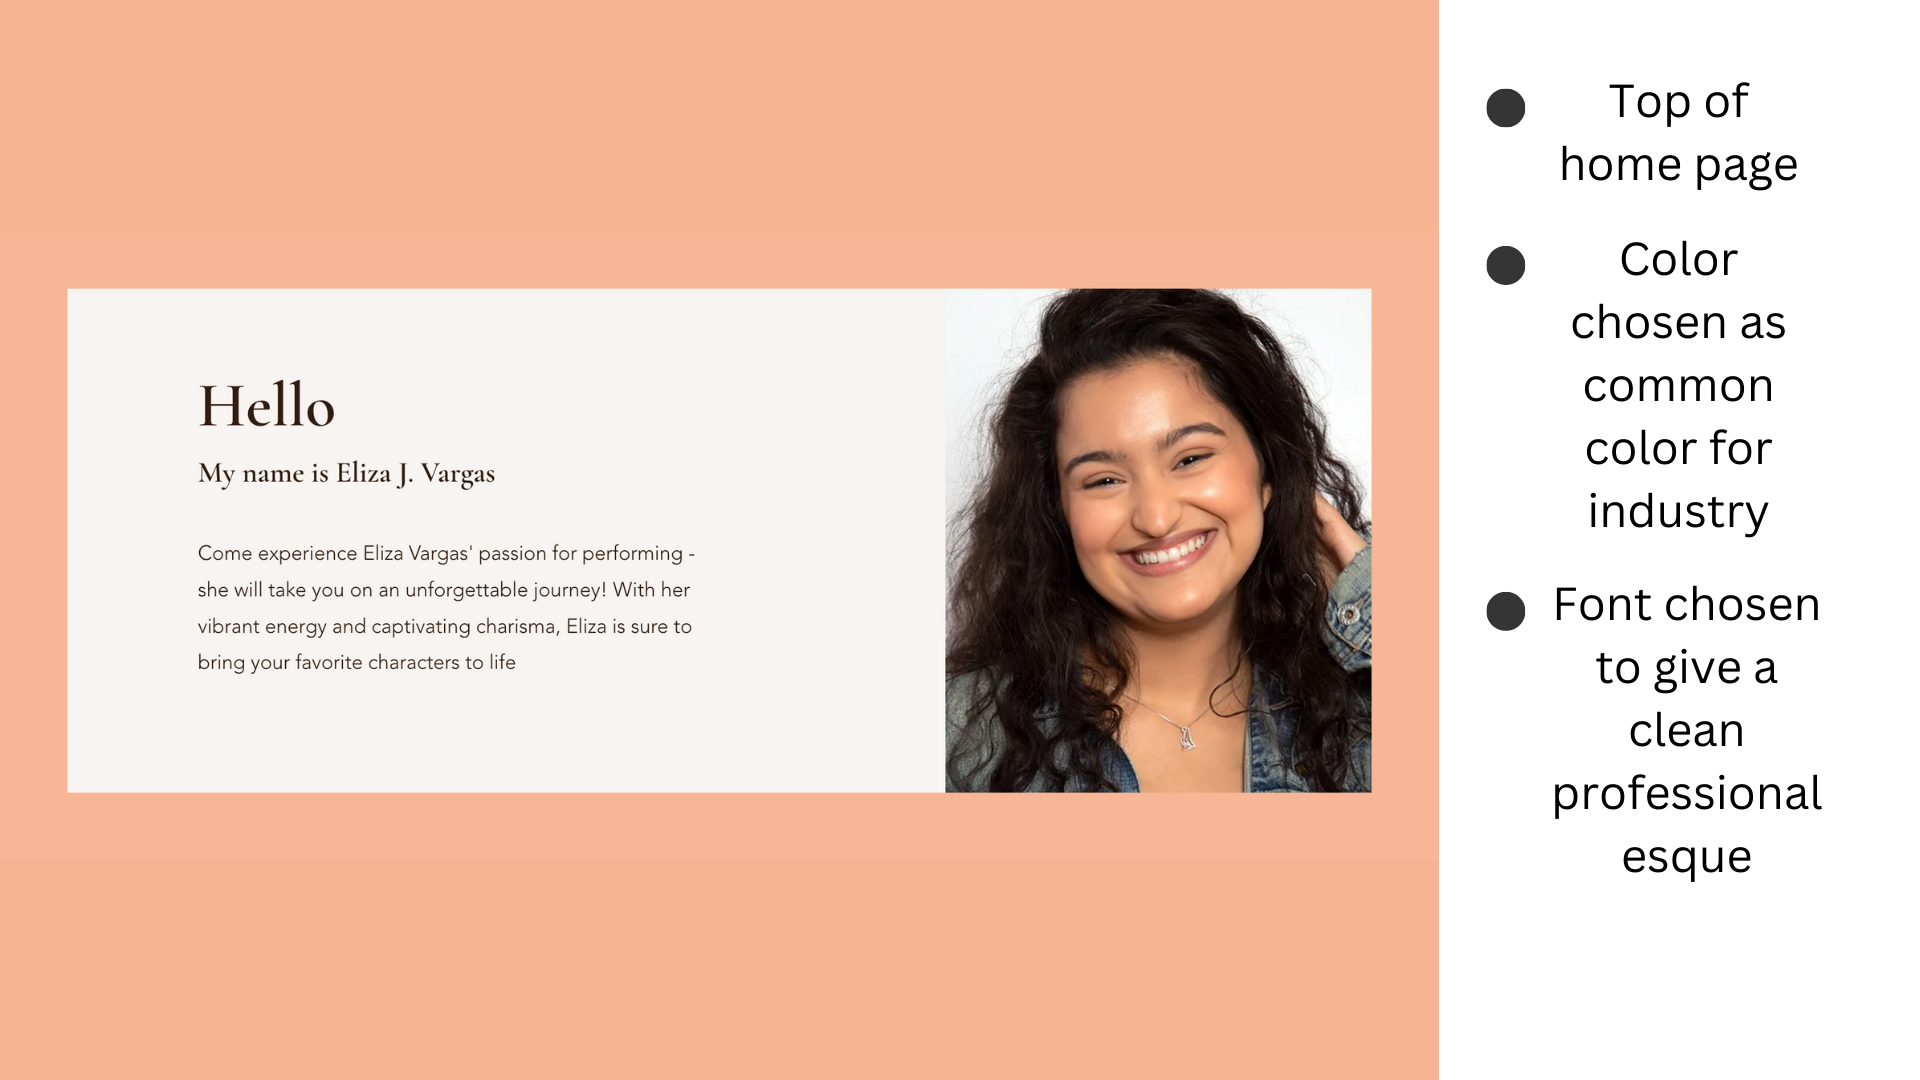 Hello
My name is Eliza J. Vargas
Come experience Eliza Vargas' passion for performing -
she will take you on an unforgettable journey! With her
vibrant energy and captivating charisma, Eliza is sure to
bring your favorite characters to life
Top of
home page
Color
chosen as
common
color for
industry
Font chosen
to give a
clean
professional
esque